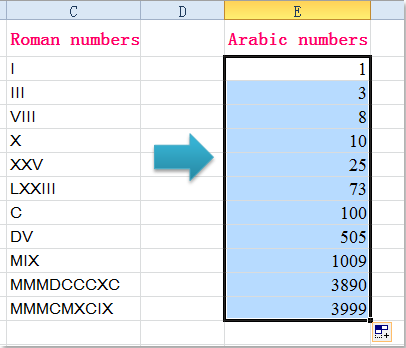 C D E
Roman numbers Arabic numbers
I 1
III 3
VIII 8
X 10
XXV 25
LXXIII 73
C 100
DV 505
MIX 1009
MMMDCCCXC 3890
MMMCMXCIX 3999